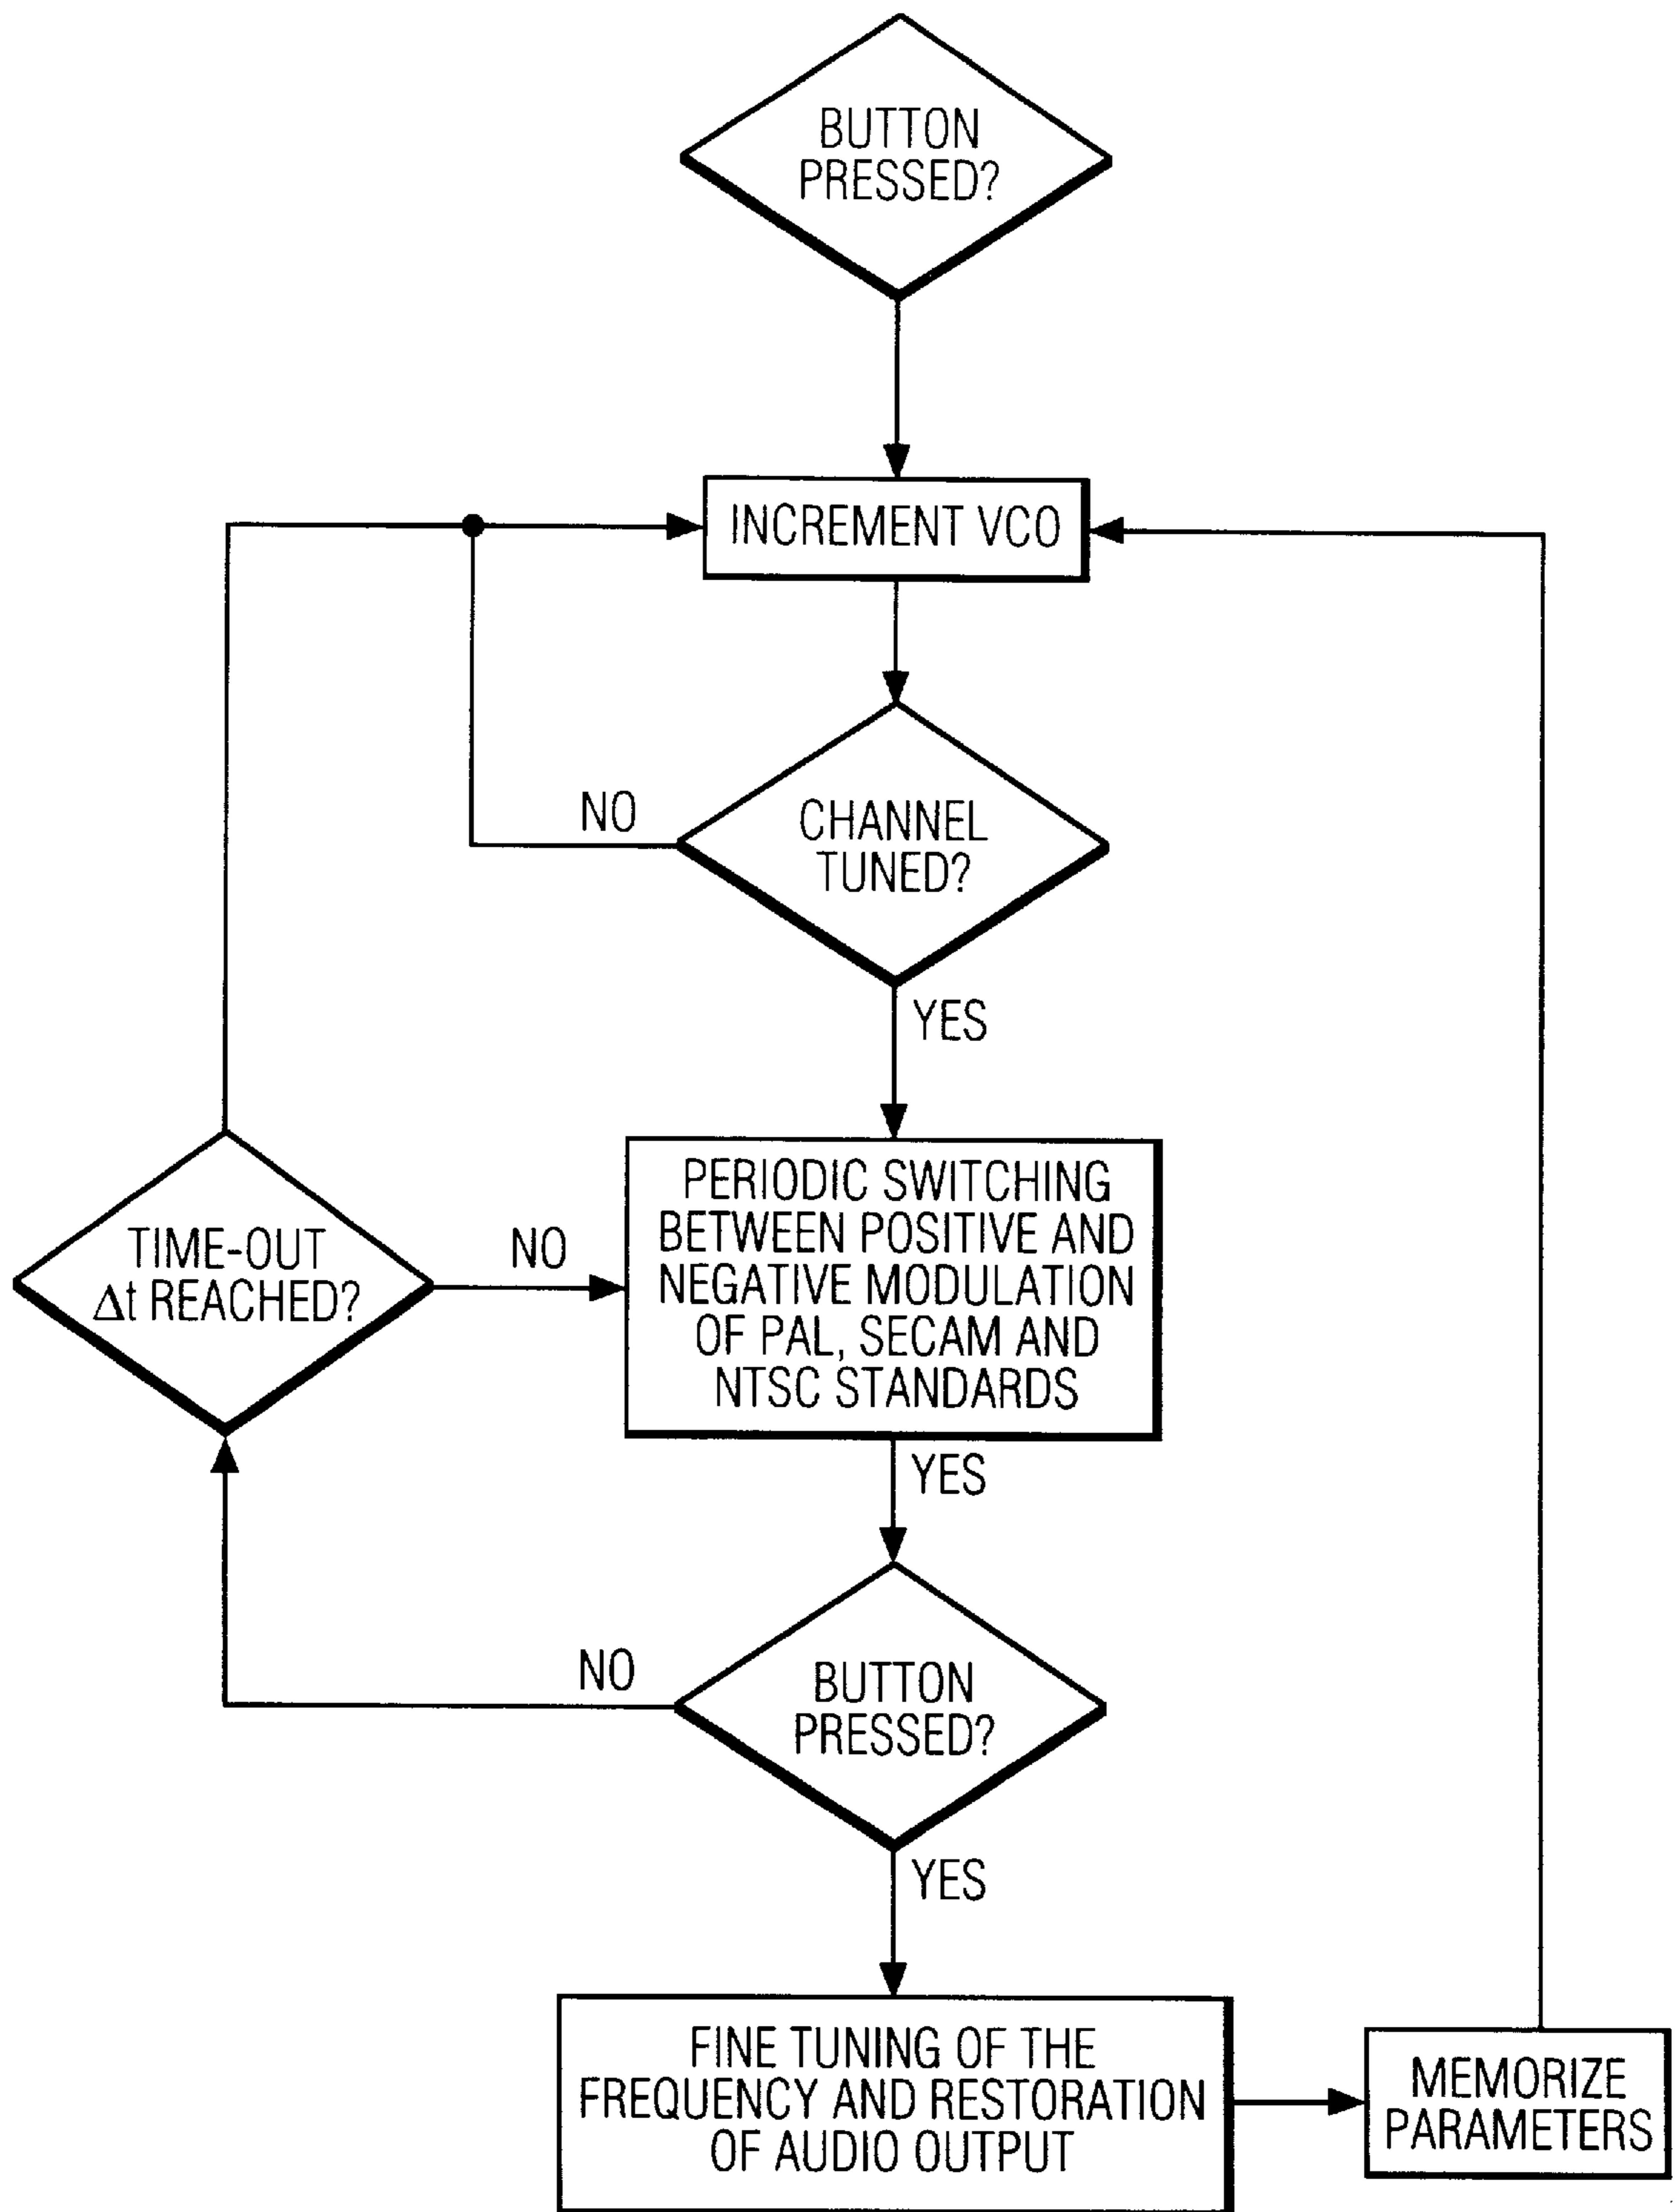 BUTTON
PRESSED?
INCREMENT VCO
NO
CHANNEL
TUNED?
YES
PERIODIC SWITCHING
BETWEEN POSITIVE AND
NEGATIVE MODULATION
OF PAL, SECAM AND
NTSC STANDARDS
TIME-OUT
Δt REACHED?
NO
YES
NO
BUTTON
PRESSED?
YES
FINE TUNING OF THE
FREQUENCY AND RESTORATION
OF AUDIO OUTPUT
MEMORIZE
PARAMETERS